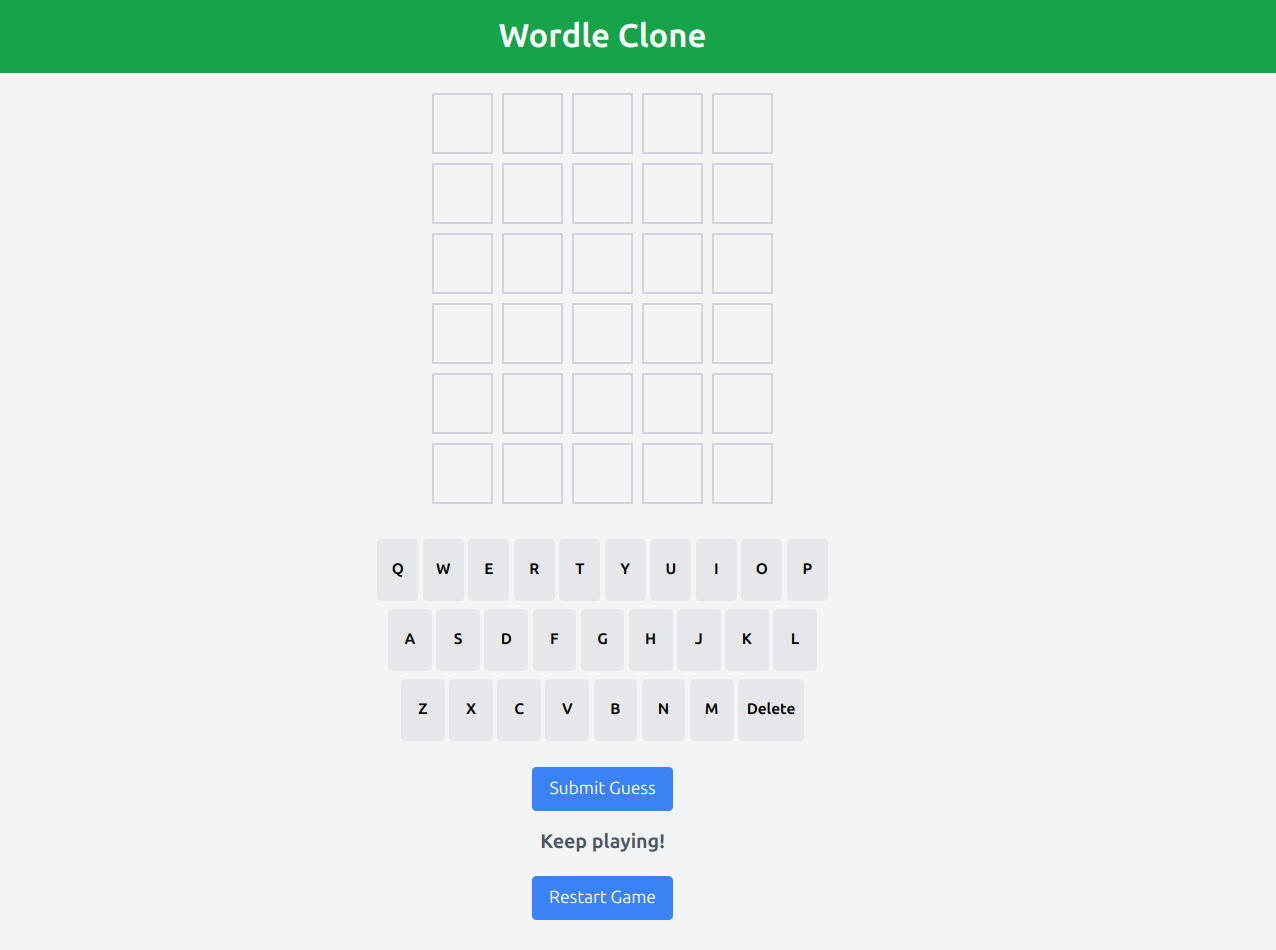 Wordle Clone
Q W E R T Y U I O P
A S D F G H J K L
Z X C V B N M Delete
Submit Guess
Keep playing!
Restart Game